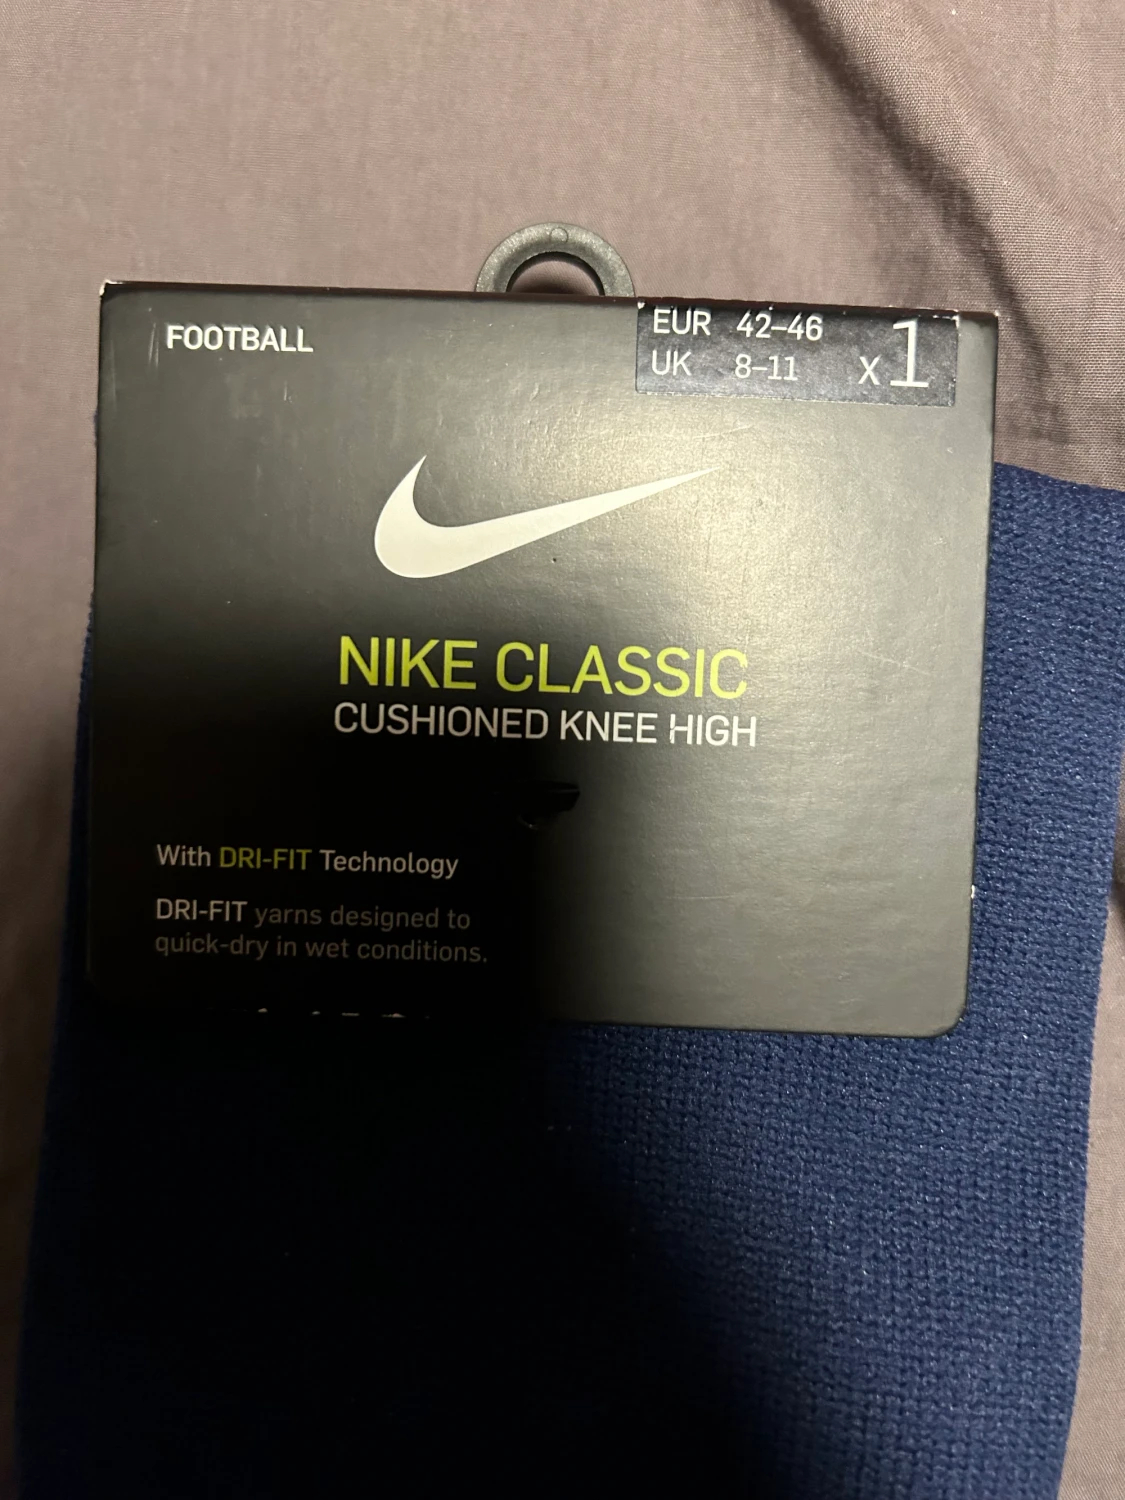 FOOTBALL
EUR 42–46
UK 8–11 x1
NIKE CLASSIC
CUSHIONED KNEE HIGH
With DRI-FIT Technology
DRI-FIT yarns designed to
quick-dry in wet conditions.